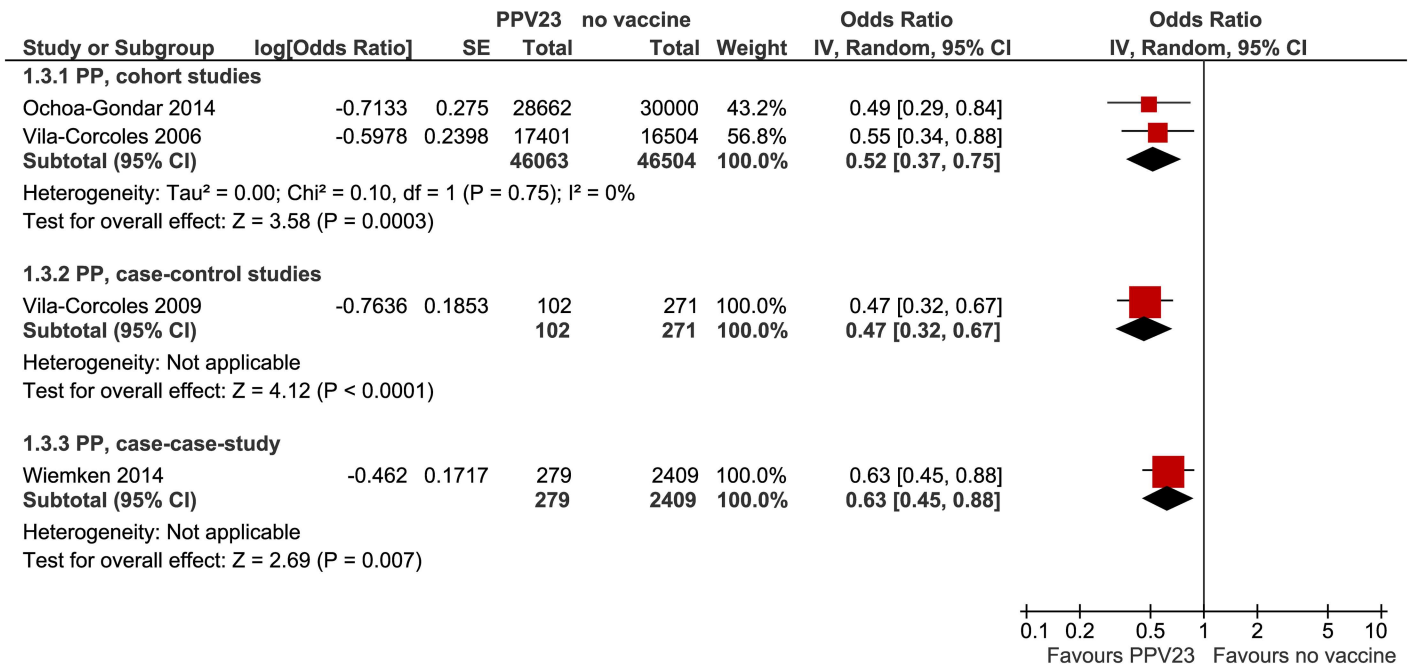 PPV23 no vaccine Odds Ratio Odds Ratio
Study or Subgroup log[Odds Ratio] SE Total Total Weight IV, Random, 95% CI IV, Random, 95% CI
1.3.1 PP, cohort studies
Ochoa-Gondar 2014 -0.7133 0.275 28662 30000 43.2% 0.49 [0.29, 0.84]
Vila-Corcoles 2006 -0.5978 0.2398 17401 16504 56.8% 0.55 [0.34, 0.88]
Subtotal (95% CI) 46063 46504 100.0% 0.52 [0.37, 0.75]
Heterogeneity: Tau² = 0.00; Chi² = 0.10, df = 1 (P = 0.75); I² = 0%
Test for overall effect: Z = 3.58 (P = 0.0003)
1.3.2 PP, case-control studies
Vila-Corcoles 2009 -0.7636 0.1853 102 271 100.0% 0.47 [0.32, 0.67]
Subtotal (95% CI) 102 271 100.0% 0.47 [0.32, 0.67]
Heterogeneity: Not applicable
Test for overall effect: Z = 4.12 (P < 0.0001)
1.3.3 PP, case-case-study
Wiemken 2014 -0.462 0.1717 279 2409 100.0% 0.63 [0.45, 0.88]
Subtotal (95% CI) 279 2409 100.0% 0.63 [0.45, 0.88]
Heterogeneity: Not applicable
Test for overall effect: Z = 2.69 (P = 0.007)
0.1 0.2 0.5 1 2 5 10
Favours PPV23 Favours no vaccine